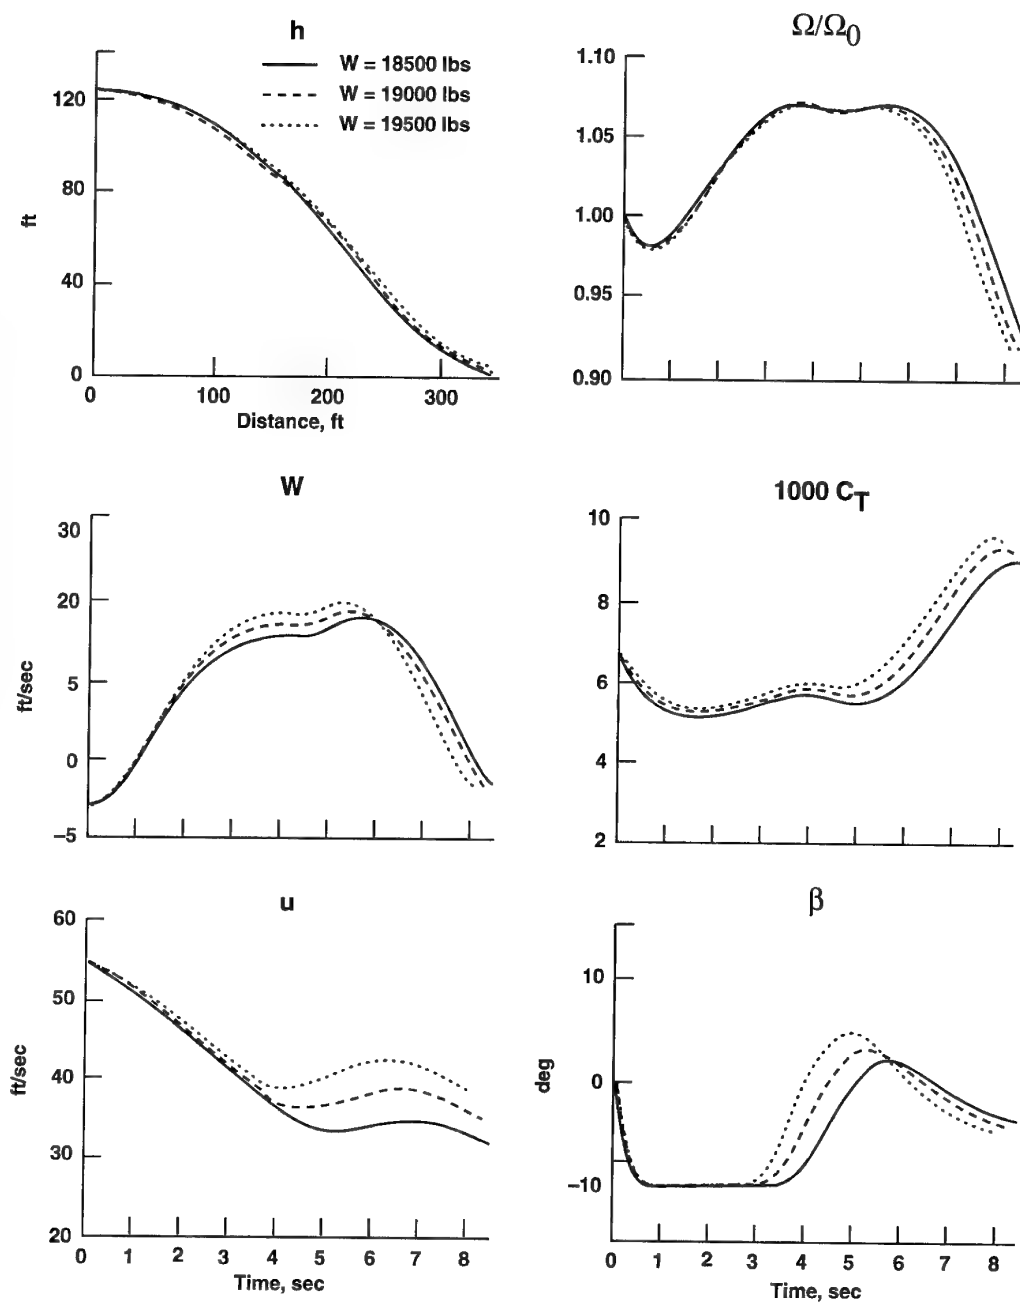 h
W = 18500 lbs
W = 19000 lbs
W = 19500 lbs
120
80
40
0
ft
0 100 200 300
Distance, ft
Ω/Ω0
1.10
1.05
1.00
0.95
0.90
W
30
20
5
0
–5
ft/sec
1000 CT
10
8
6
4
2
u
60
50
40
30
20
ft/sec
0 1 2 3 4 5 6 7 8
Time, sec
β
10
0
–10
deg
0 1 2 3 4 5 6 7 8
Time, sec